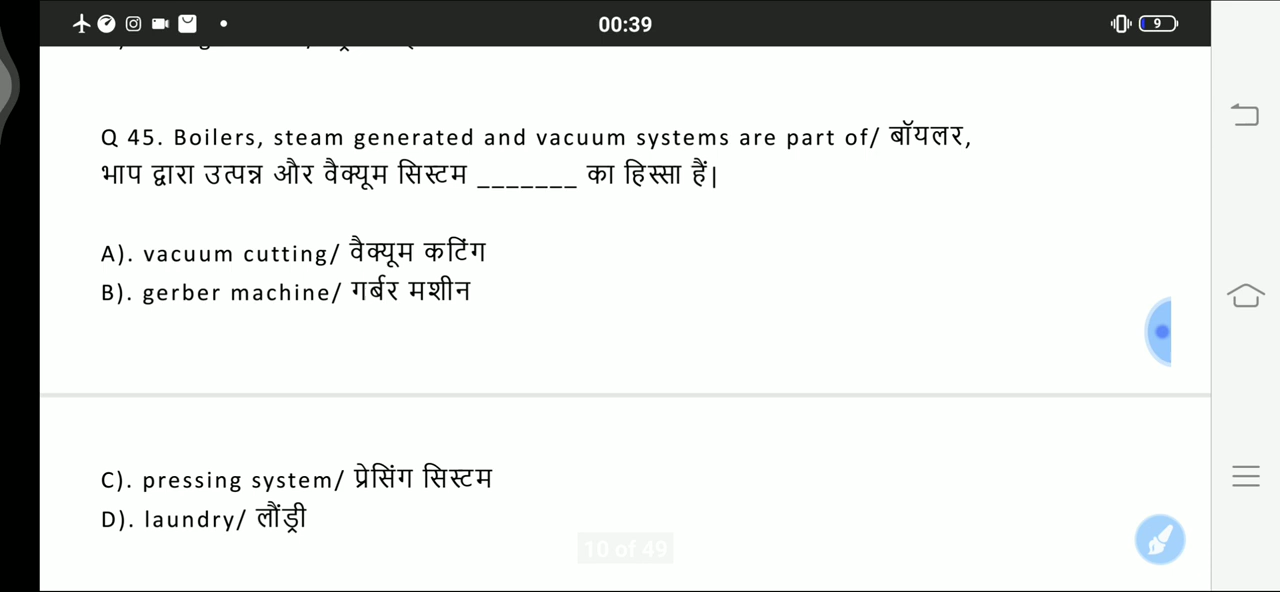 00:39
9
Q 45. Boilers, steam generated and vacuum systems are part of/ बॉयलर,
भाप द्वारा उत्पन्न और वैक्यूम सिस्टम _______ का हिस्सा हैं|
A). vacuum cutting/ वैक्यूम कटिंग
B). gerber machine/ गर्बर मशीन
C). pressing system/ प्रेसिंग सिस्टम
D). laundry/ लौंड्री
10 of 49